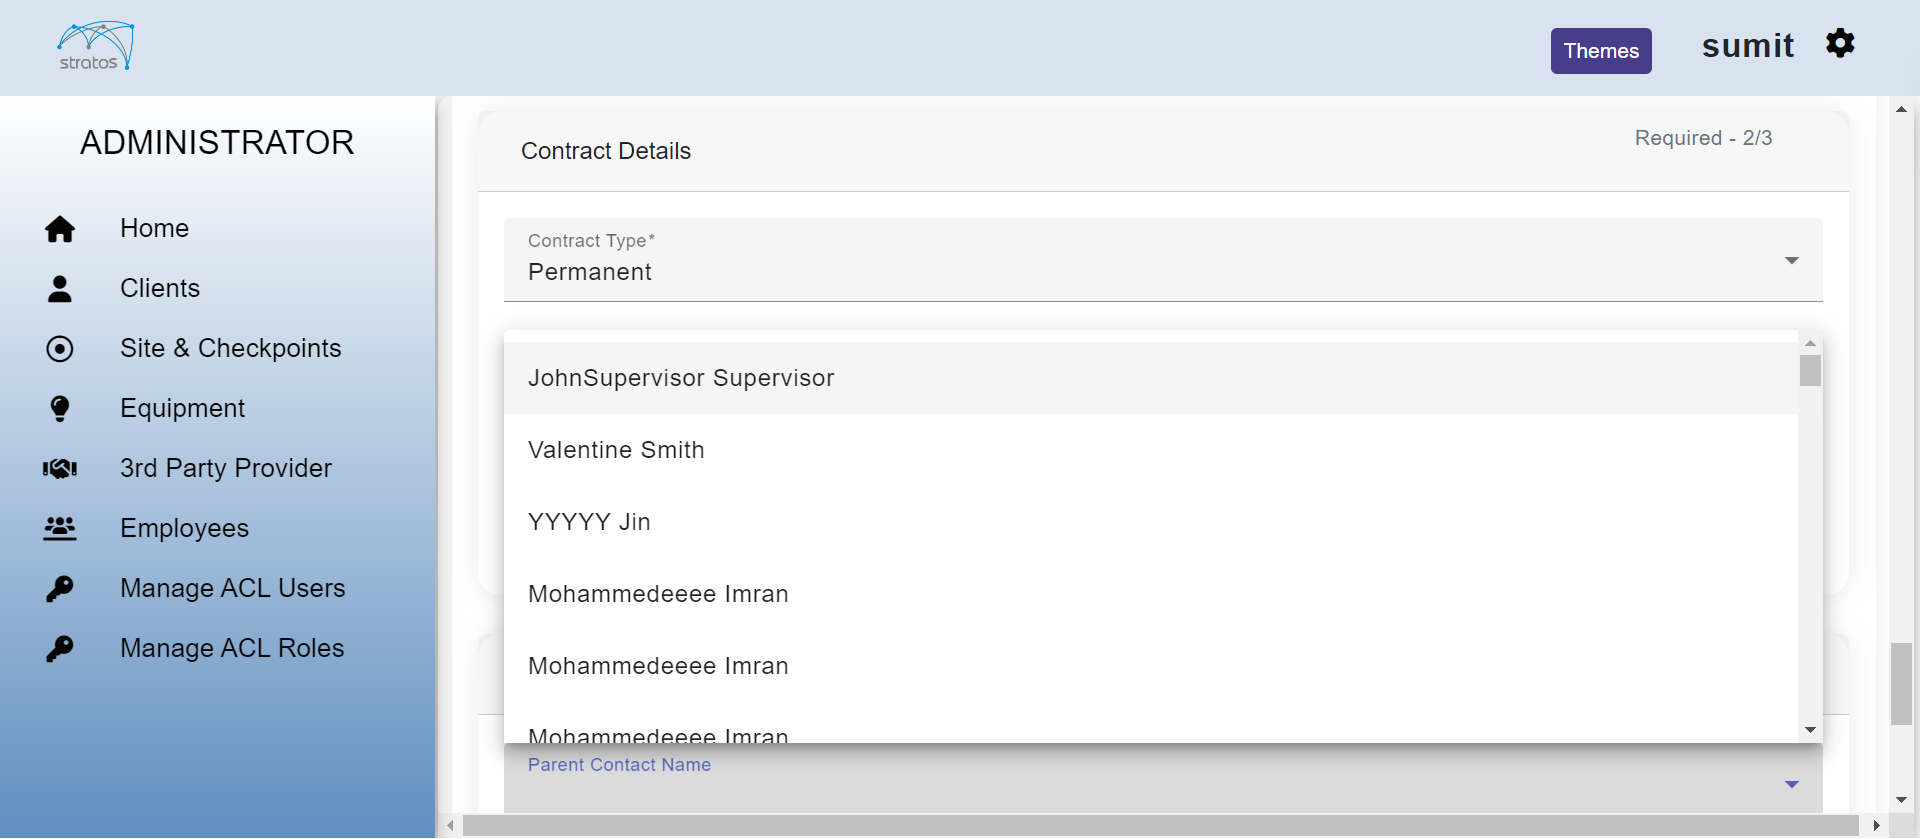 stratos
Themes
sumit
ADMINISTRATOR
Home
Clients
Site & Checkpoints
Equipment
3rd Party Provider
Employees
Manage ACL Users
Manage ACL Roles
Contract Details
Required - 2/3
Contract Type*
Permanent
JohnSupervisor Supervisor
Valentine Smith
YYYYY Jin
Mohammedeeee Imran
Mohammedeeee Imran
Mohammedeeee Imran
Parent Contact Name